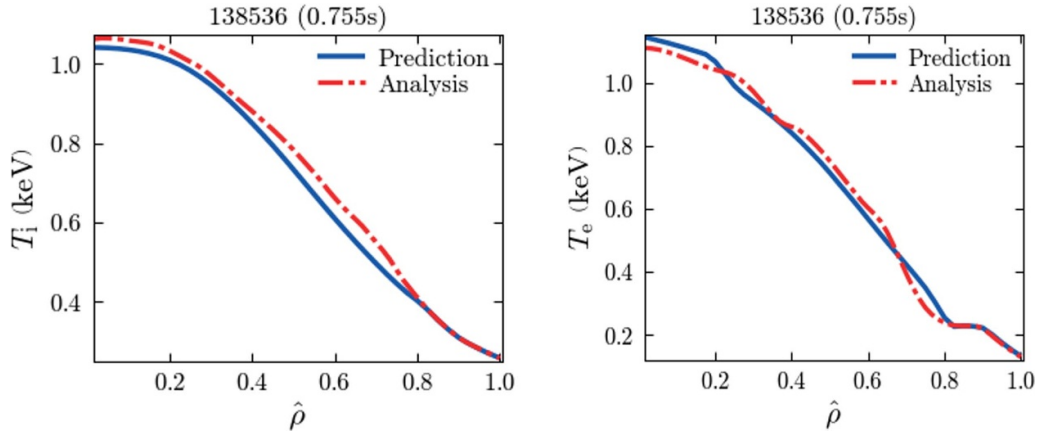 138536 (0.755s)
1.0
0.8
0.6
0.4
T_i (keV)
Prediction
Analysis
0.2 0.4 0.6 0.8 1.0
ρ̂
138536 (0.755s)
1.0
0.8
0.6
0.4
0.2
T_e (keV)
Prediction
Analysis
0.2 0.4 0.6 0.8 1.0
ρ̂